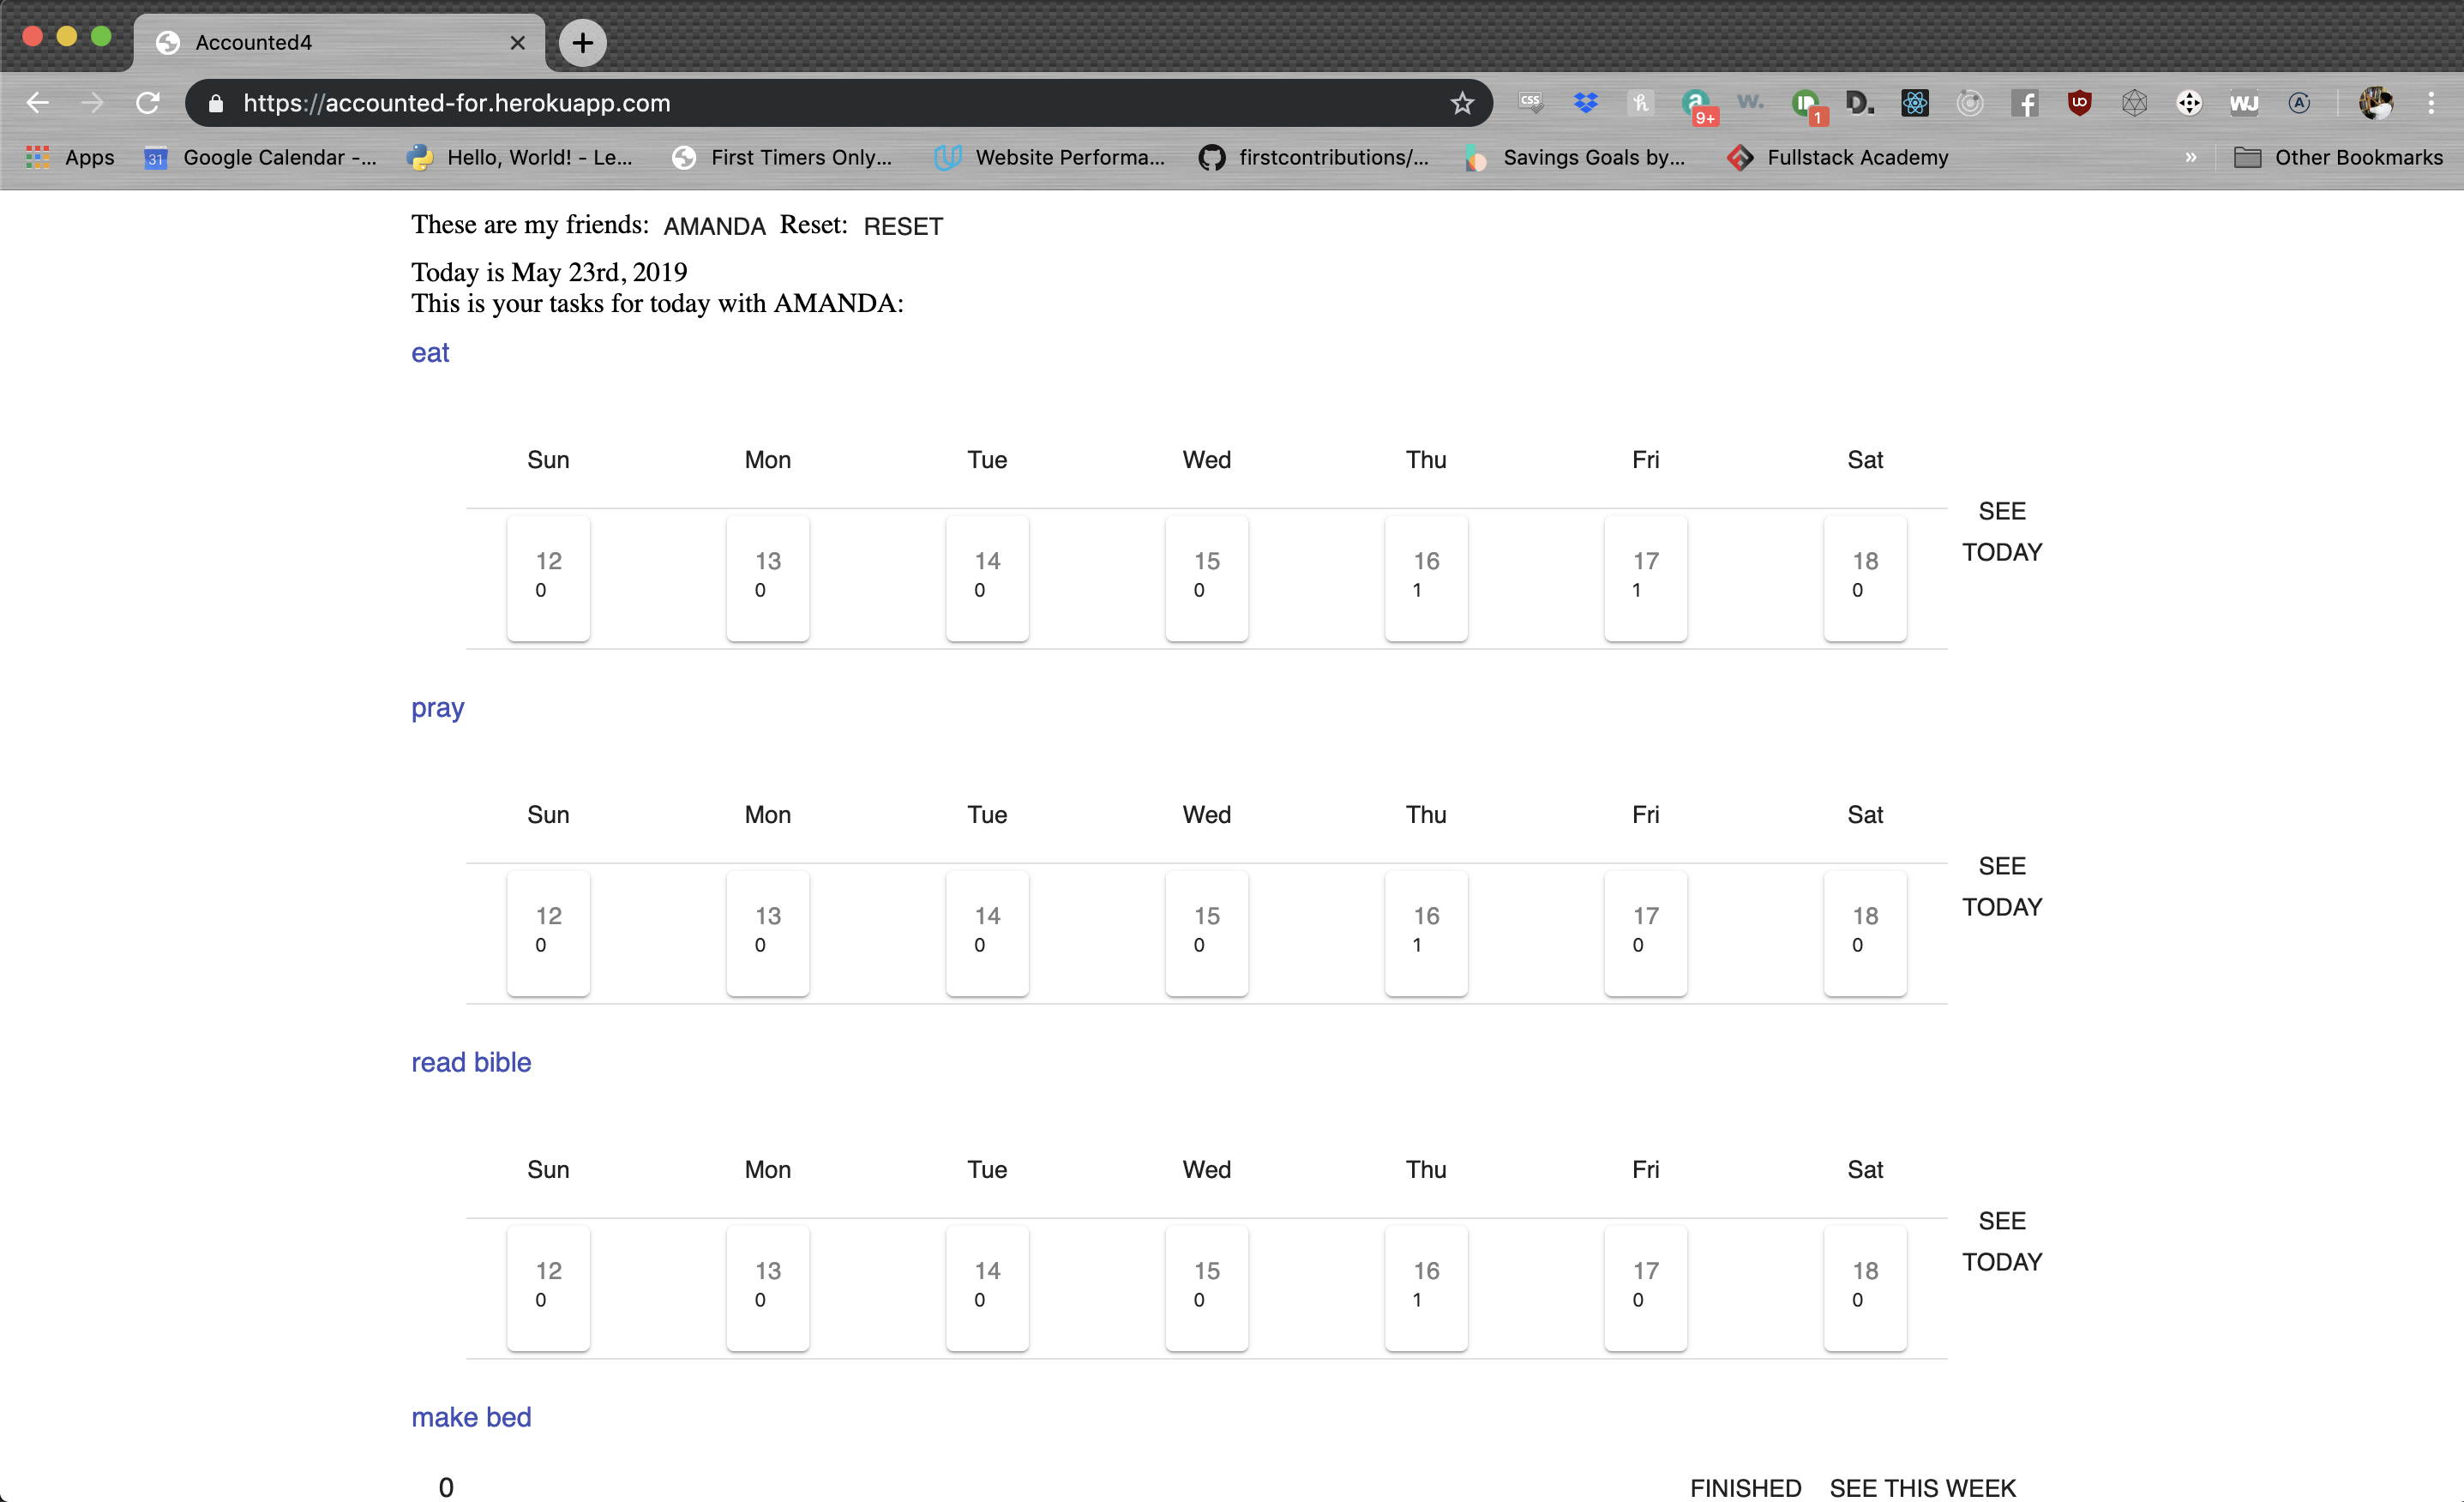 Accounted4
https://accounted-for.herokuapp.com
CSS 9+ W. 1 D. UO WJ A
Apps 31 Google Calendar -... Hello, World! - Le... First Timers Only... Website Performa... firstcontributions/... Savings Goals by... Fullstack Academy » Other Bookmarks
These are my friends: AMANDA Reset: RESET
Today is May 23rd, 2019
This is your tasks for today with AMANDA:
eat
Sun Mon Tue Wed Thu Fri Sat
SEE
TODAY
12 13 14 15 16 17 18
0 0 0 0 1 1 0
pray
Sun Mon Tue Wed Thu Fri Sat
SEE
TODAY
12 13 14 15 16 17 18
0 0 0 0 1 0 0
read bible
Sun Mon Tue Wed Thu Fri Sat
SEE
TODAY
12 13 14 15 16 17 18
0 0 0 0 1 0 0
make bed
0 FINISHED SEE THIS WEEK